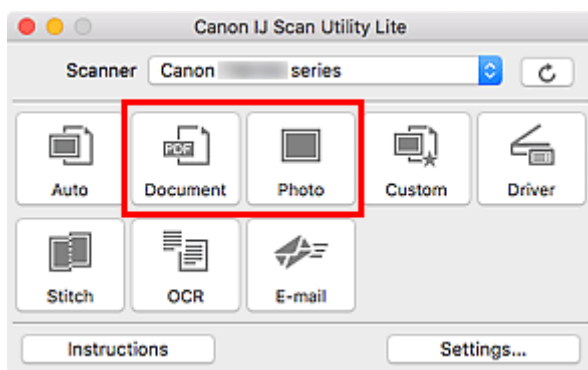 Canon IJ Scan Utility Lite
Scanner Canon series
Auto Document Photo Custom Driver
PDF
Stitch OCR E-mail
Instructions Settings...